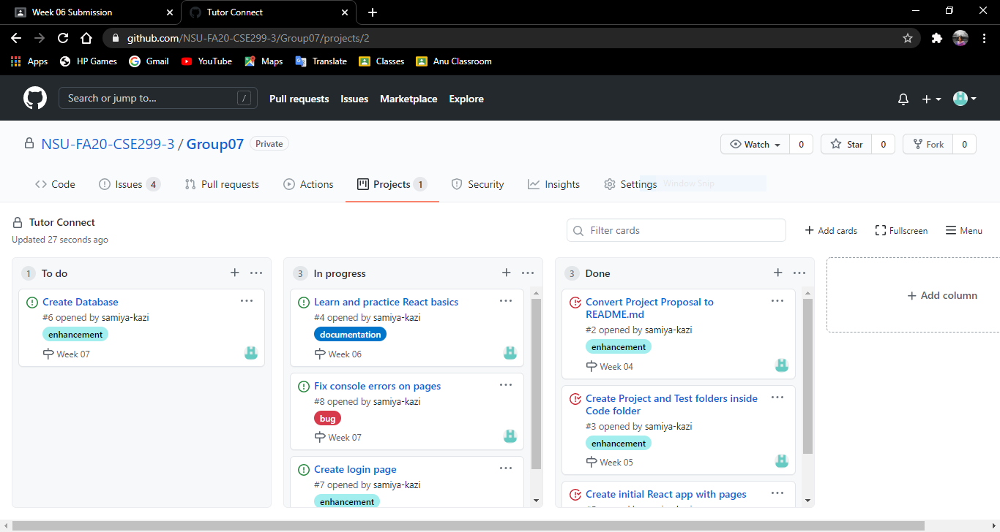 Week 06 Submission
Tutor Connect
github.com/NSU-FA20-CSE299-3/Group07/projects/2
Apps
HP Games
Gmail
YouTube
Maps
Translate
Classes
Anu Classroom
Search or jump to...
/
Pull requests
Issues
Marketplace
Explore
NSU-FA20-CSE299-3 / Group07
Private
Watch
0
Star
0
Fork
0
Code
Issues 4
Pull requests
Actions
Projects 1
Security
Insights
Settings
Window Snip
Tutor Connect
Updated 27 seconds ago
Filter cards
Add cards
Fullscreen
Menu
1 To do
Create Database
#6 opened by samiya-kazi
enhancement
Week 07
3 In progress
Learn and practice React basics
#4 opened by samiya-kazi
documentation
Week 06
Fix console errors on pages
#8 opened by samiya-kazi
bug
Week 07
Create login page
#7 opened by samiya-kazi
enhancement
3 Done
Convert Project Proposal to
README.md
#2 opened by samiya-kazi
enhancement
Week 04
Create Project and Test folders inside
Code folder
#3 opened by samiya-kazi
enhancement
Week 05
Create initial React app with pages
Add column